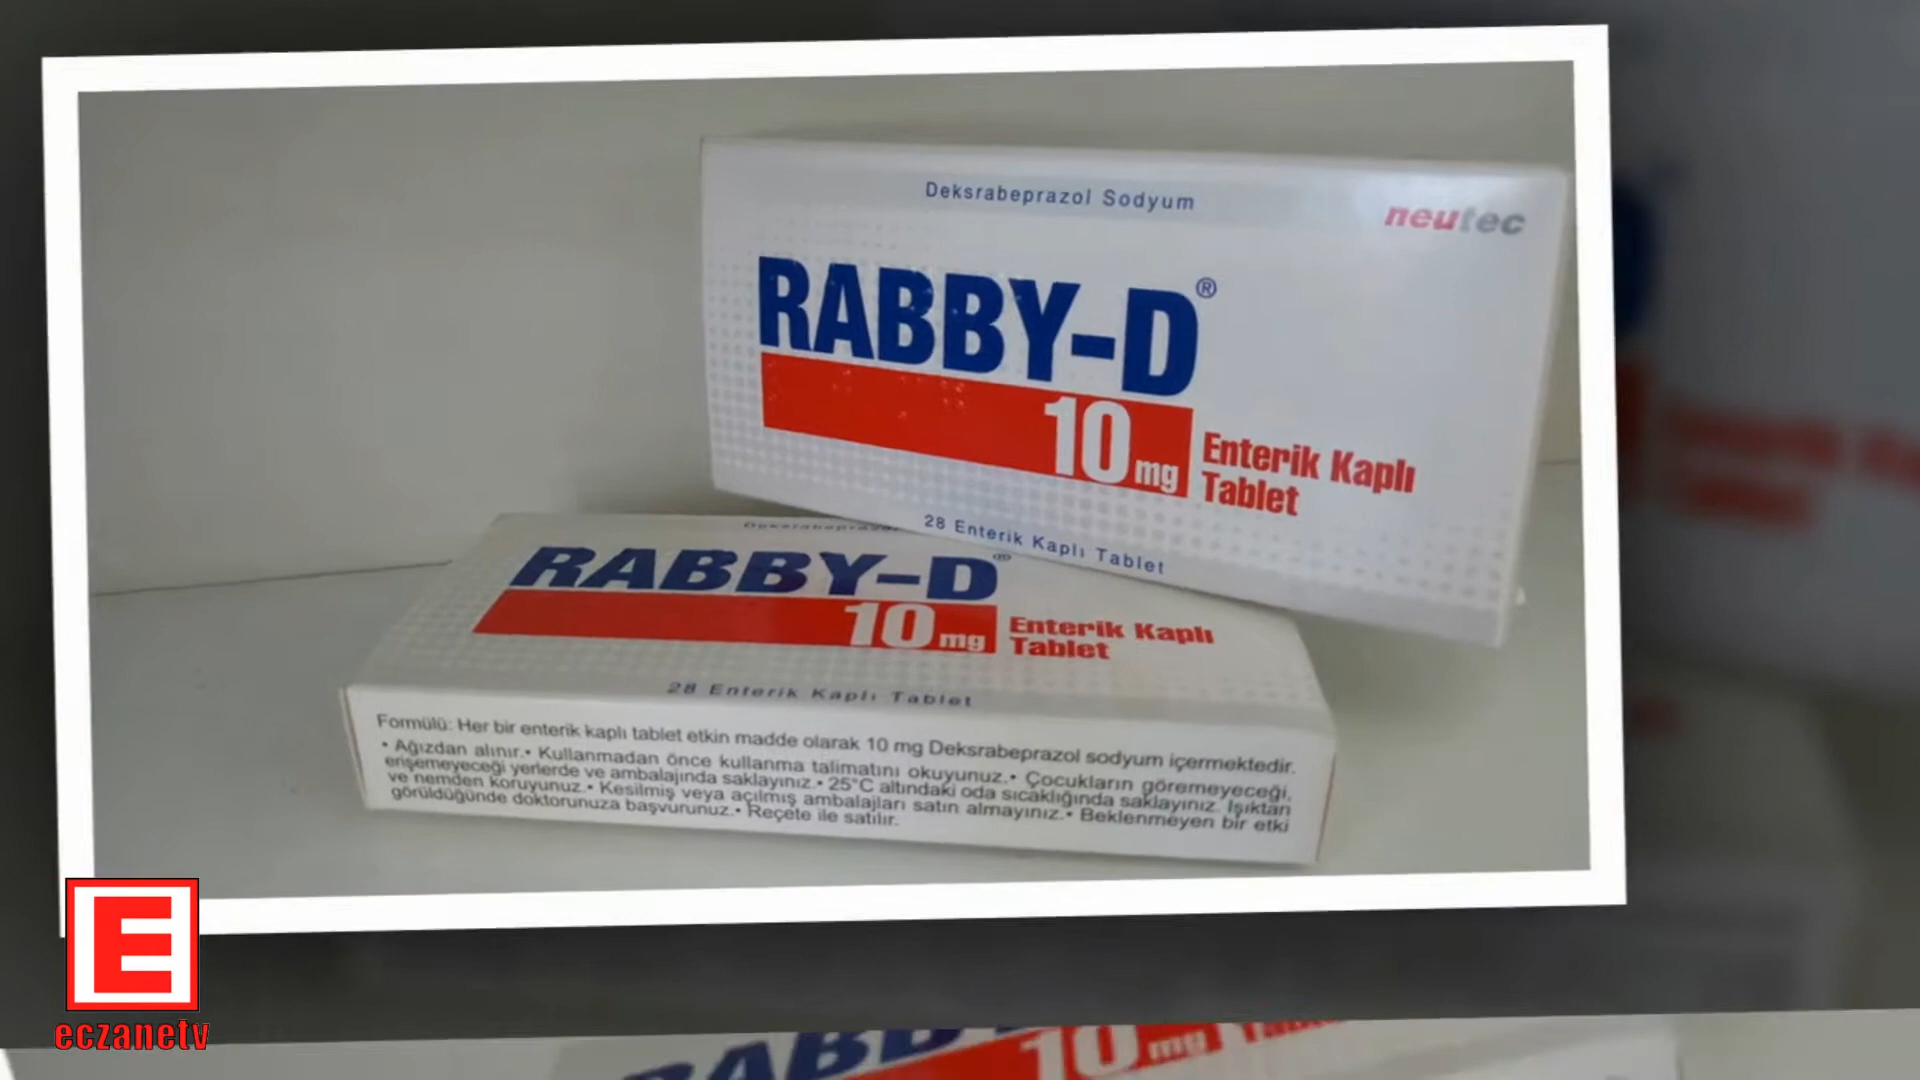 Deksrabeprazol Sodyum
neutec
RABBY-D®
10 mg
Enterik Kaplı
Tablet
28 Enterik Kaplı Tablet
RABBY-D®
10 mg
Enterik Kaplı
Tablet
28 Enterik Kaplı Tablet
Formülü: Her bir enterik kaplı tablet etkin madde olarak 10 mg Deksrabeprazol sodyum içermektedir.
• Ağızdan alınır. • Kullanmadan önce kullanma talimatını okuyunuz. • Çocukların göremeyeceği,
erişemeyeceği yerlerde ve ambalajında saklayınız. • 25°C altındaki oda sıcaklığında saklayınız. Işıktan
ve nemden koruyunuz. • Kesilmiş veya açılmış ambalajları satın almayınız. • Beklenmeyen bir etki
görüldüğünde doktorunuza başvurunuz. • Reçete ile satılır.
E
eczanetv
10 mg